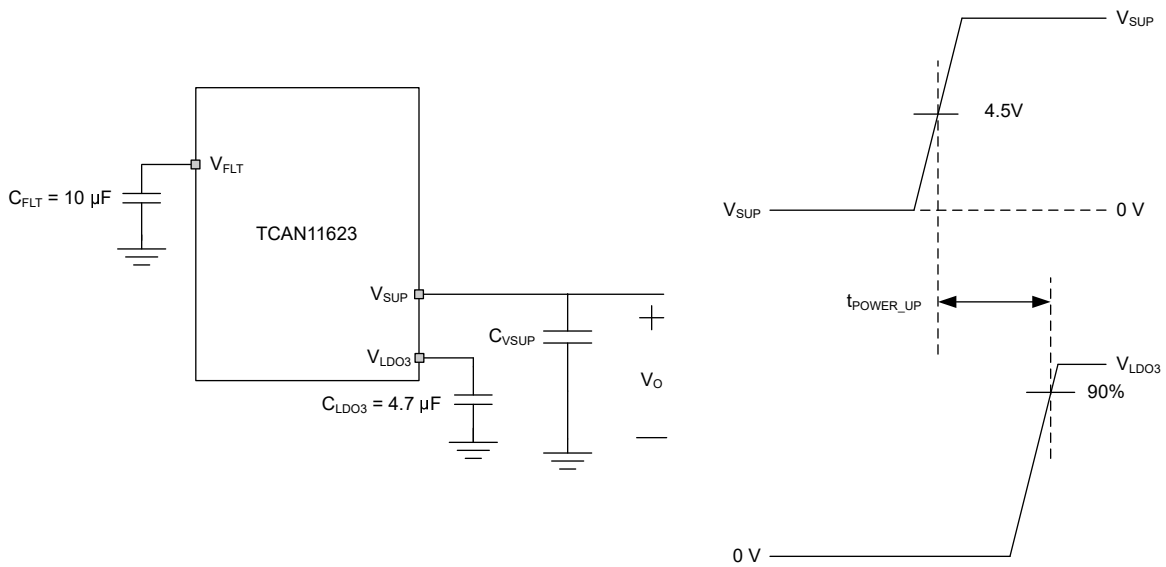 V_FLT
C_FLT = 10 µF
TCAN11623
V_SUP
C_VSUP
+
V_LDO3
V_O
C_LDO3 = 4.7 µF
—
V_SUP
4.5V
V_SUP
0 V
t_POWER_UP
V_LDO3
90%
0 V